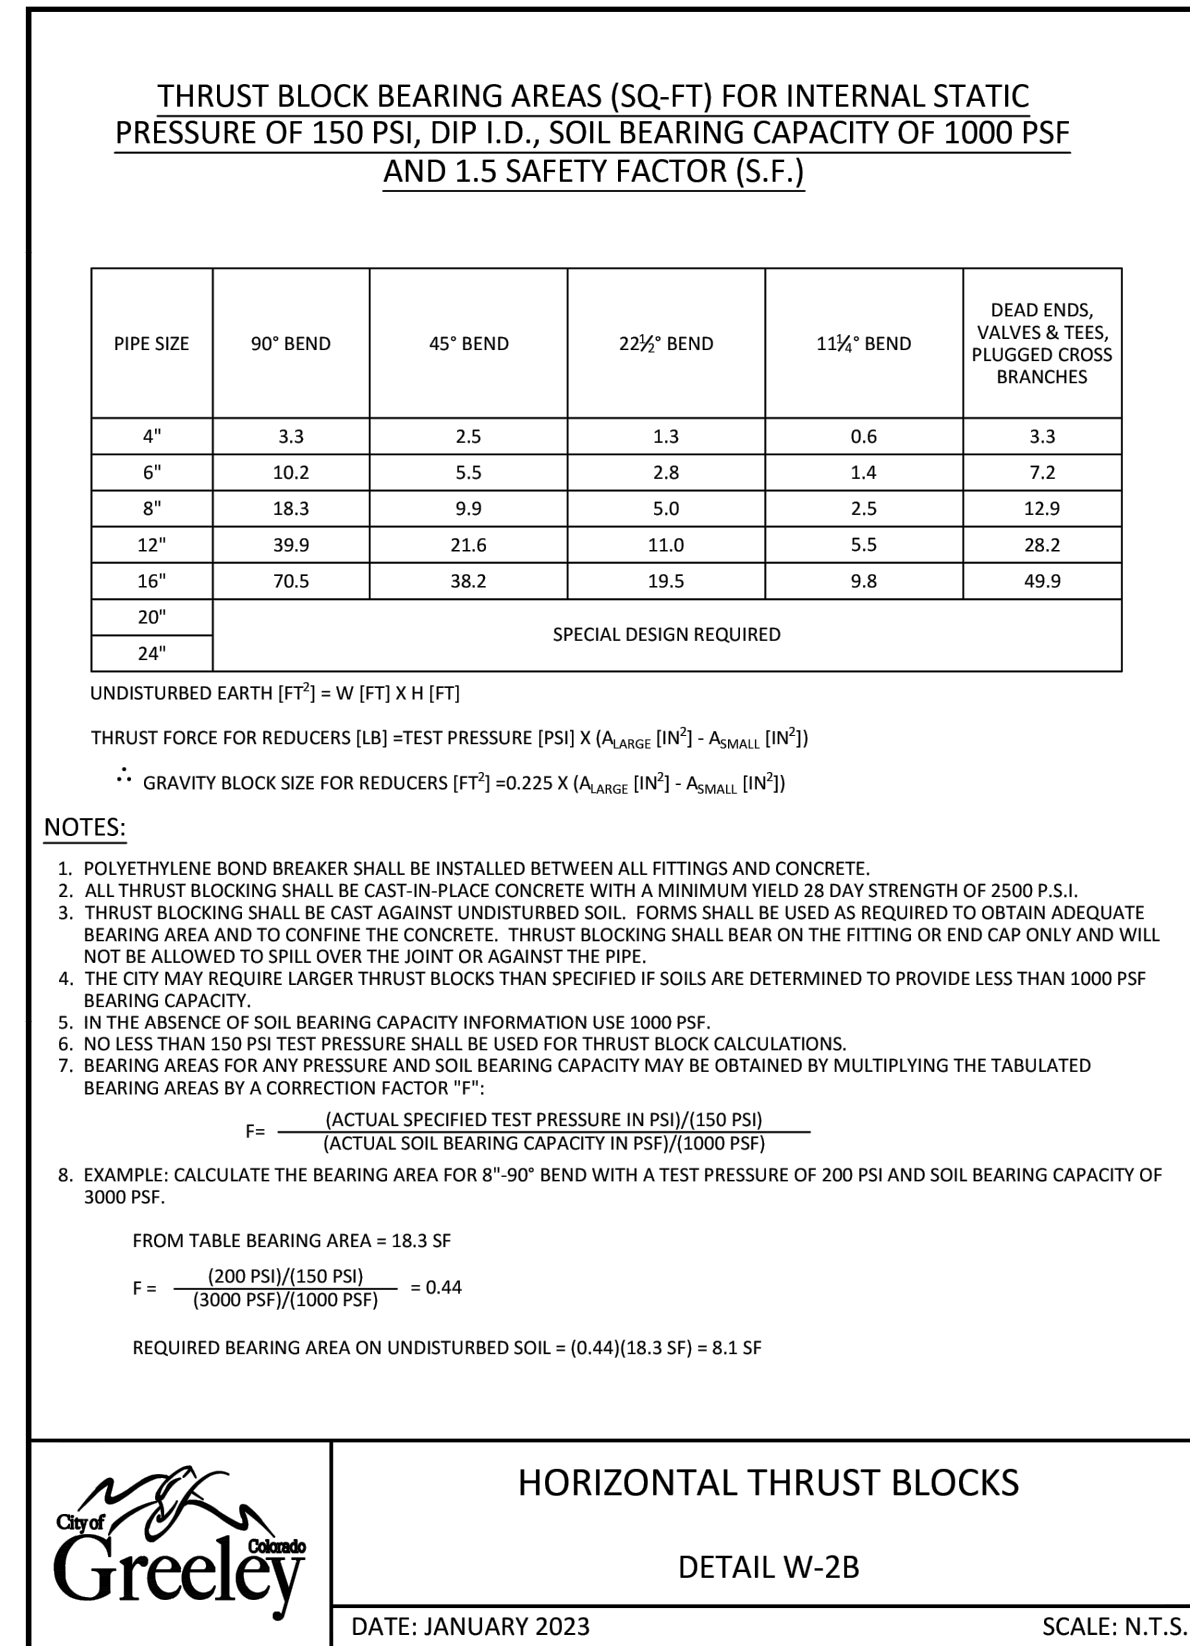 THRUST BLOCK BEARING AREAS (SQ-FT) FOR INTERNAL STATIC
PRESSURE OF 150 PSI, DIP I.D., SOIL BEARING CAPACITY OF 1000 PSF
AND 1.5 SAFETY FACTOR (S.F.)
PIPE SIZE 90° BEND 45° BEND 22½° BEND 11¼° BEND DEAD ENDS,
VALVES & TEES,
PLUGGED CROSS
BRANCHES
4" 3.3 2.5 1.3 0.6 3.3
6" 10.2 5.5 2.8 1.4 7.2
8" 18.3 9.9 5.0 2.5 12.9
12" 39.9 21.6 11.0 5.5 28.2
16" 70.5 38.2 19.5 9.8 49.9
20"
SPECIAL DESIGN REQUIRED
24"
UNDISTURBED EARTH [FT²] = W [FT] X H [FT]
THRUST FORCE FOR REDUCERS [LB] =TEST PRESSURE [PSI] X (A_LARGE [IN²] - A_SMALL [IN²])
∴ GRAVITY BLOCK SIZE FOR REDUCERS [FT²] =0.225 X (A_LARGE [IN²] - A_SMALL [IN²])
NOTES:
1. POLYETHYLENE BOND BREAKER SHALL BE INSTALLED BETWEEN ALL FITTINGS AND CONCRETE.
2. ALL THRUST BLOCKING SHALL BE CAST-IN-PLACE CONCRETE WITH A MINIMUM YIELD 28 DAY STRENGTH OF 2500 P.S.I.
3. THRUST BLOCKING SHALL BE CAST AGAINST UNDISTURBED SOIL. FORMS SHALL BE USED AS REQUIRED TO OBTAIN ADEQUATE
BEARING AREA AND TO CONFINE THE CONCRETE. THRUST BLOCKING SHALL BEAR ON THE FITTING OR END CAP ONLY AND WILL
NOT BE ALLOWED TO SPILL OVER THE JOINT OR AGAINST THE PIPE.
4. THE CITY MAY REQUIRE LARGER THRUST BLOCKS THAN SPECIFIED IF SOILS ARE DETERMINED TO PROVIDE LESS THAN 1000 PSF
BEARING CAPACITY.
5. IN THE ABSENCE OF SOIL BEARING CAPACITY INFORMATION USE 1000 PSF.
6. NO LESS THAN 150 PSI TEST PRESSURE SHALL BE USED FOR THRUST BLOCK CALCULATIONS.
7. BEARING AREAS FOR ANY PRESSURE AND SOIL BEARING CAPACITY MAY BE OBTAINED BY MULTIPLYING THE TABULATED
BEARING AREAS BY A CORRECTION FACTOR "F":
(ACTUAL SPECIFIED TEST PRESSURE IN PSI)/(150 PSI)
F=
(ACTUAL SOIL BEARING CAPACITY IN PSF)/(1000 PSF)
8. EXAMPLE: CALCULATE THE BEARING AREA FOR 8"-90° BEND WITH A TEST PRESSURE OF 200 PSI AND SOIL BEARING CAPACITY OF
3000 PSF.
FROM TABLE BEARING AREA = 18.3 SF
(200 PSI)/(150 PSI)
F = = 0.44
(3000 PSF)/(1000 PSF)
REQUIRED BEARING AREA ON UNDISTURBED SOIL = (0.44)(18.3 SF) = 8.1 SF
City of
Greeley
Colorado
HORIZONTAL THRUST BLOCKS
DETAIL W-2B
DATE: JANUARY 2023 SCALE: N.T.S.